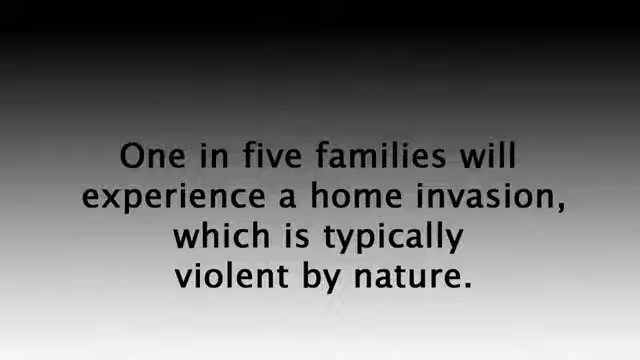 One in five families will
experience a home invasion,
which is typically
violent by nature.